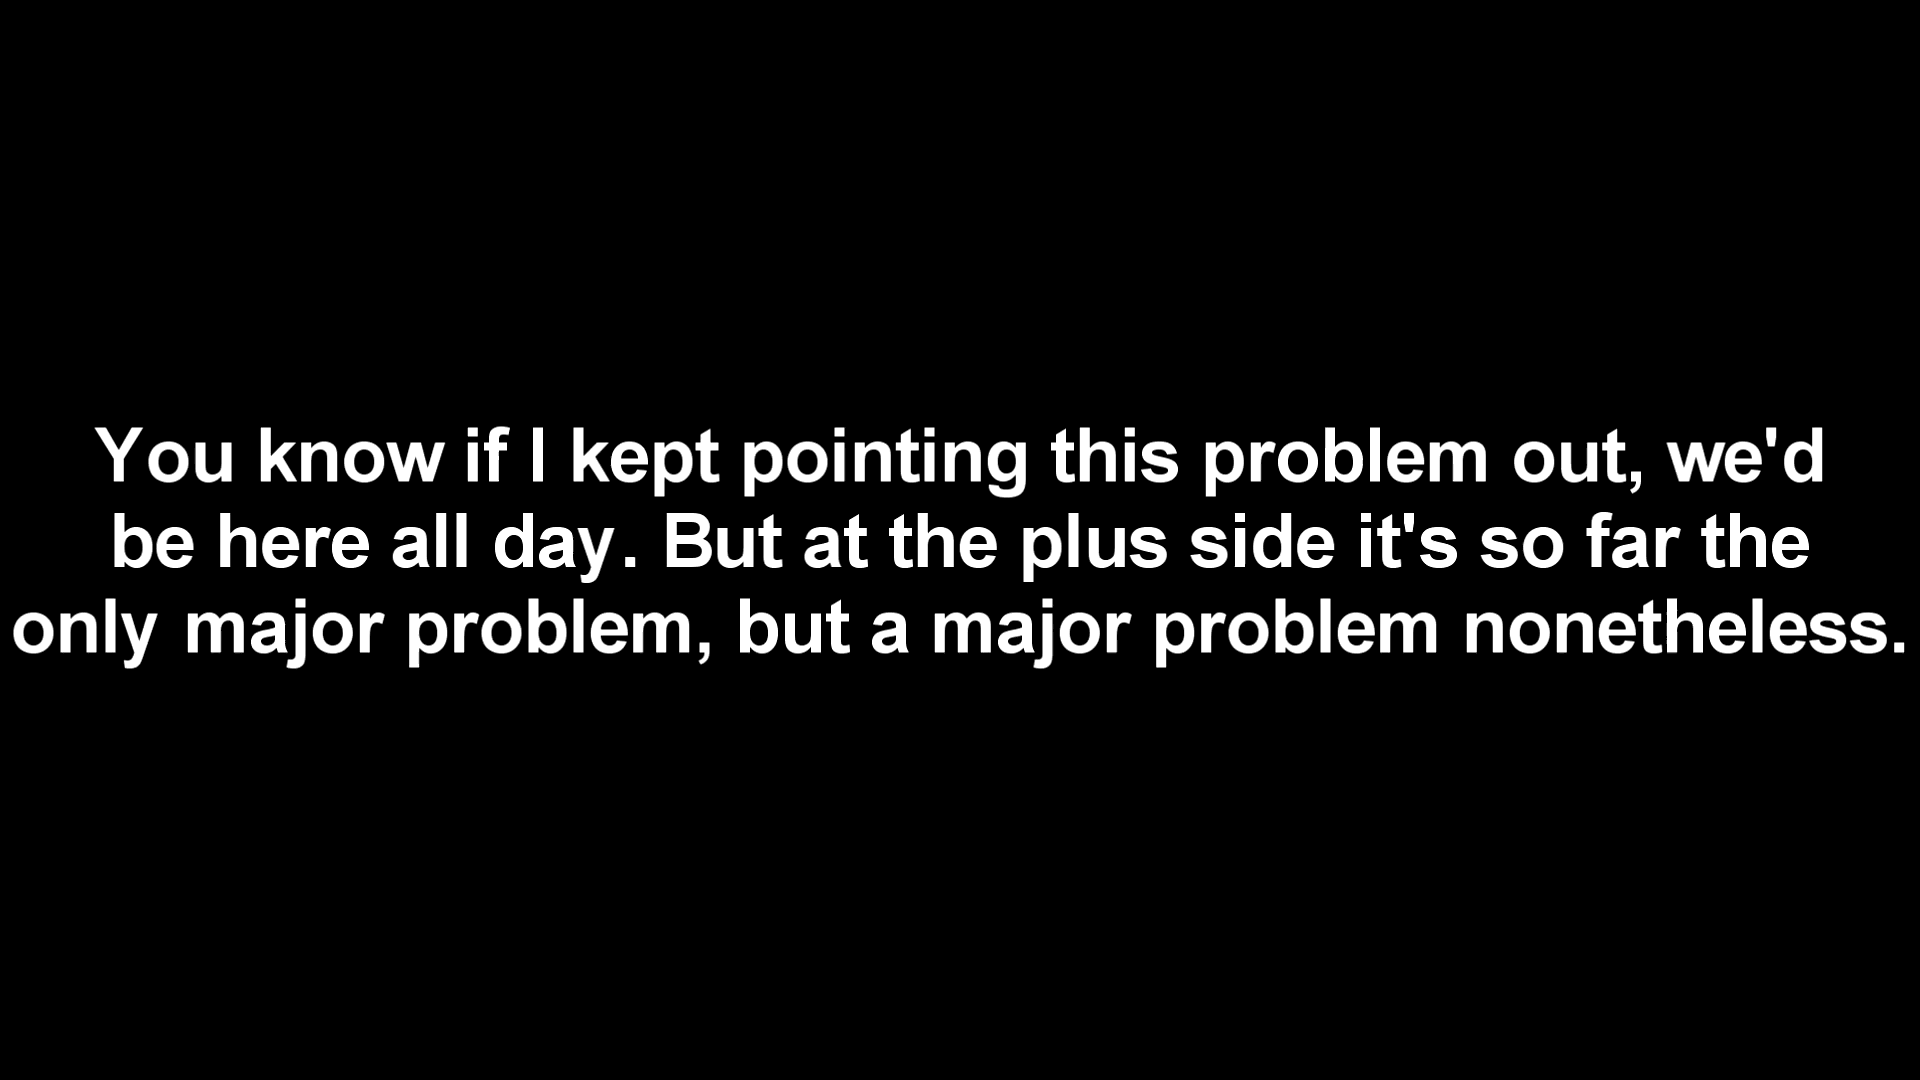 You know if I kept pointing this problem out, we'd
be here all day. But at the plus side it's so far the
only major problem, but a major problem nonetheless.